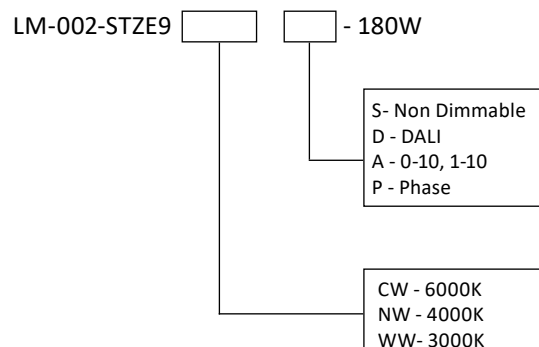 LM-002-STZE9 - 180W
S- Non Dimmable
D - DALI
A - 0-10, 1-10
P - Phase
CW - 6000K
NW - 4000K
WW- 3000K